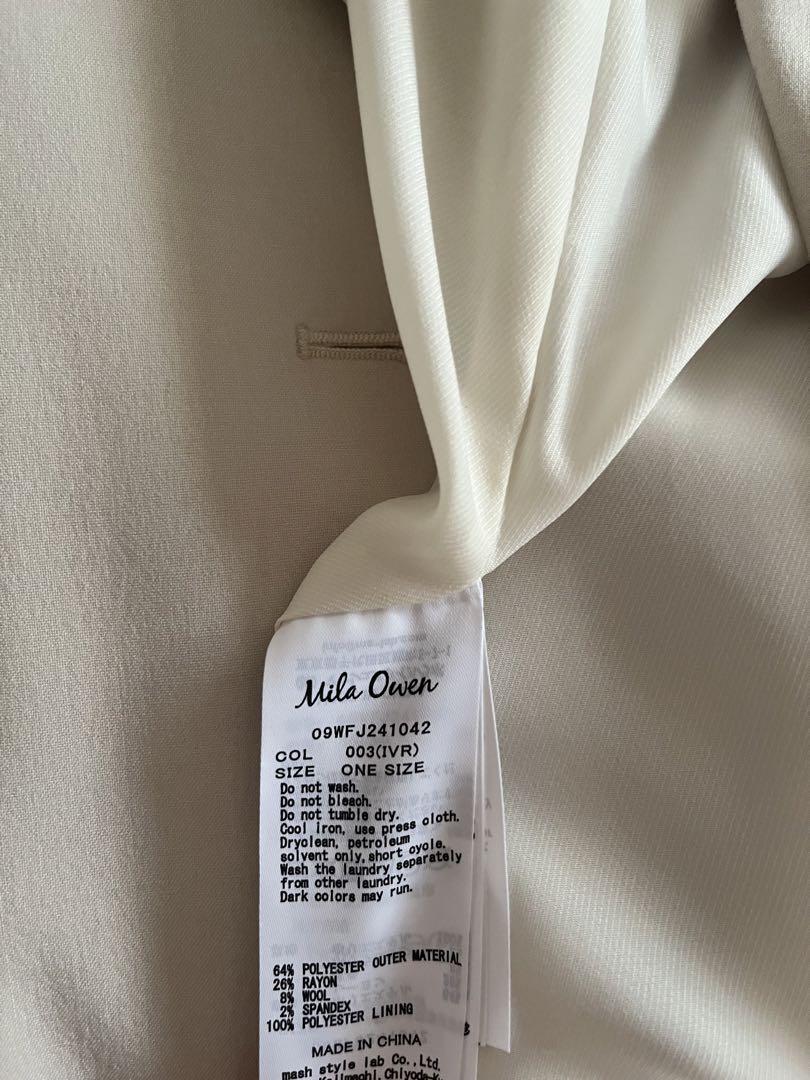 Mila Owen
09WFJ241042
COL 003(IVR)
SIZE ONE SIZE
Do not wash.
Do not bleach.
Do not tumble dry.
Cool iron, use press cloth.
Dryclean, petroleum
solvent only,short cycle.
Wash the laundry separately
from other laundry.
Dark colors may run.
64% POLYESTER OUTER MATERIAL
26% RAYON
8% WOOL
2% SPANDEX
100% POLYESTER LINING
MADE IN CHINA
mash style lab Co.,Ltd.
Kojimachi,Chiyoda-K